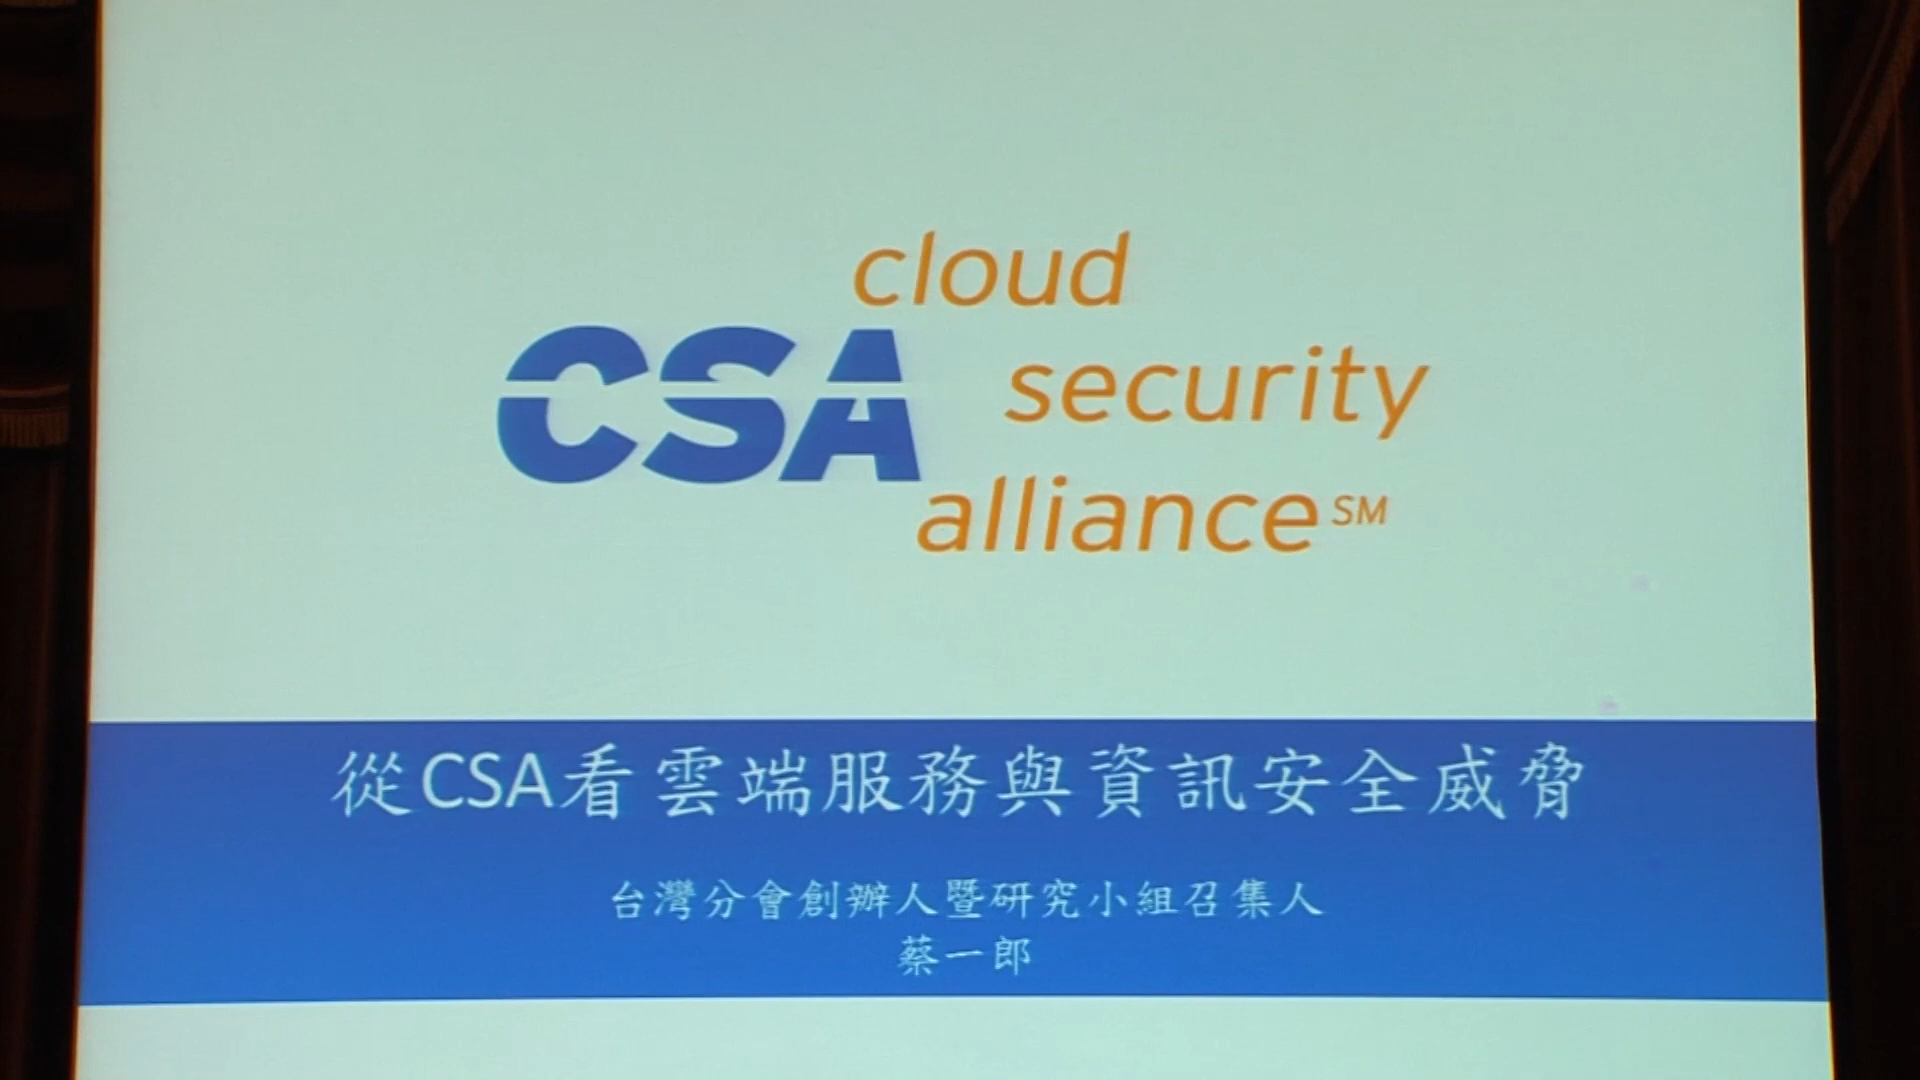 cloud
CSA security
alliance SM
從CSA看雲端服務與資訊安全威脅
台灣分會創辦人暨研究小組召集人
蔡一郎